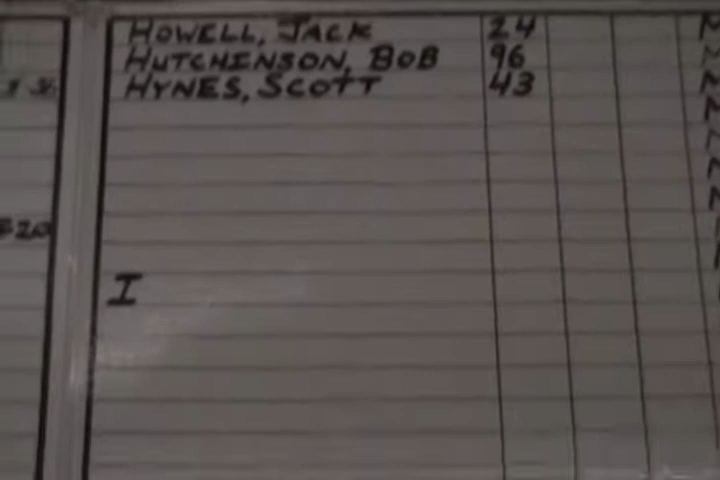 HOWELL, JACK 24
HUTCHINSON, BOB 96
HYNES, SCOTT 43
I